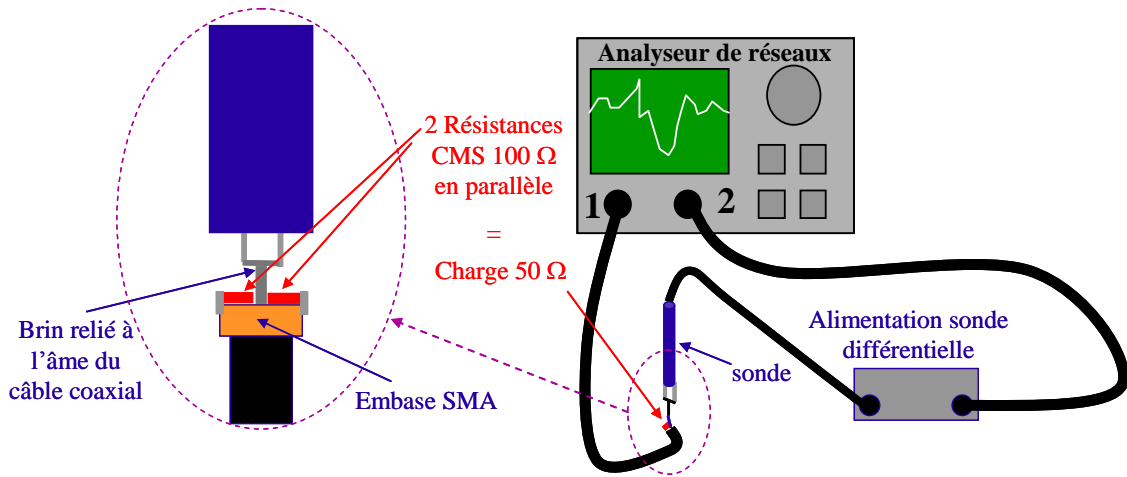 Analyseur de réseaux
1
2
2 Résistances
CMS 100 Ω
en parallèle
=
Charge 50 Ω
Brin relié à
l’âme du
câble coaxial
Embase SMA
sonde
Alimentation sonde
différentielle